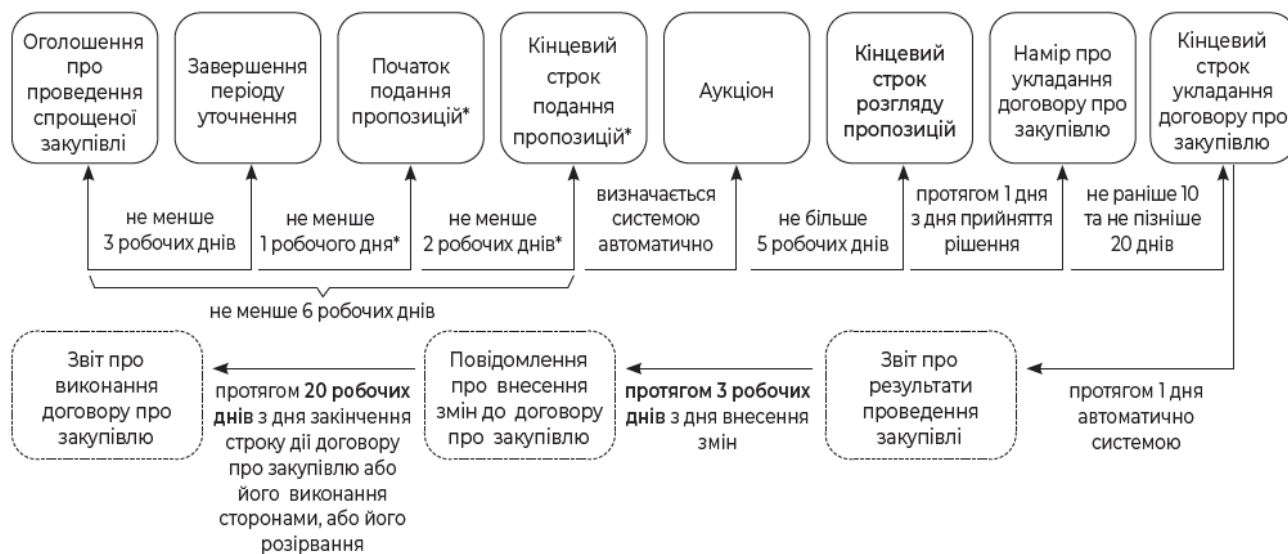 Оголошення
про
проведення
спрощеної
закупівлі
Завершення
періоду
уточнення
Початок
подання
пропозицій*
Кінцевий
строк
подання
пропозицій*
Аукціон
Кінцевий
строк
розгляду
пропозицій
Намір про
укладання
договору про
закупівлю
Кінцевий
строк
укладання
договору про
закупівлю
не менше
3 робочих днів
не менше
1 робочого дня*
не менше
2 робочих днів*
визначається
системою
автоматично
не більше
5 робочих днів
протягом 1 дня
з дня прийняття
рішення
не раніше 10
та не пізніше
20 днів
не менше 6 робочих днів
Звіт про
виконання
договору про
закупівлю
протягом 20 робочих
днів з дня закінчення
строку дії договору
про закупівлю або
його виконання
сторонами, або його
розірвання
Повідомлення
про внесення
змін до договору
про закупівлю
протягом 3 робочих
днів з дня внесення
змін
Звіт про
результати
проведення
закупівлі
протягом 1 дня
автоматично
системою